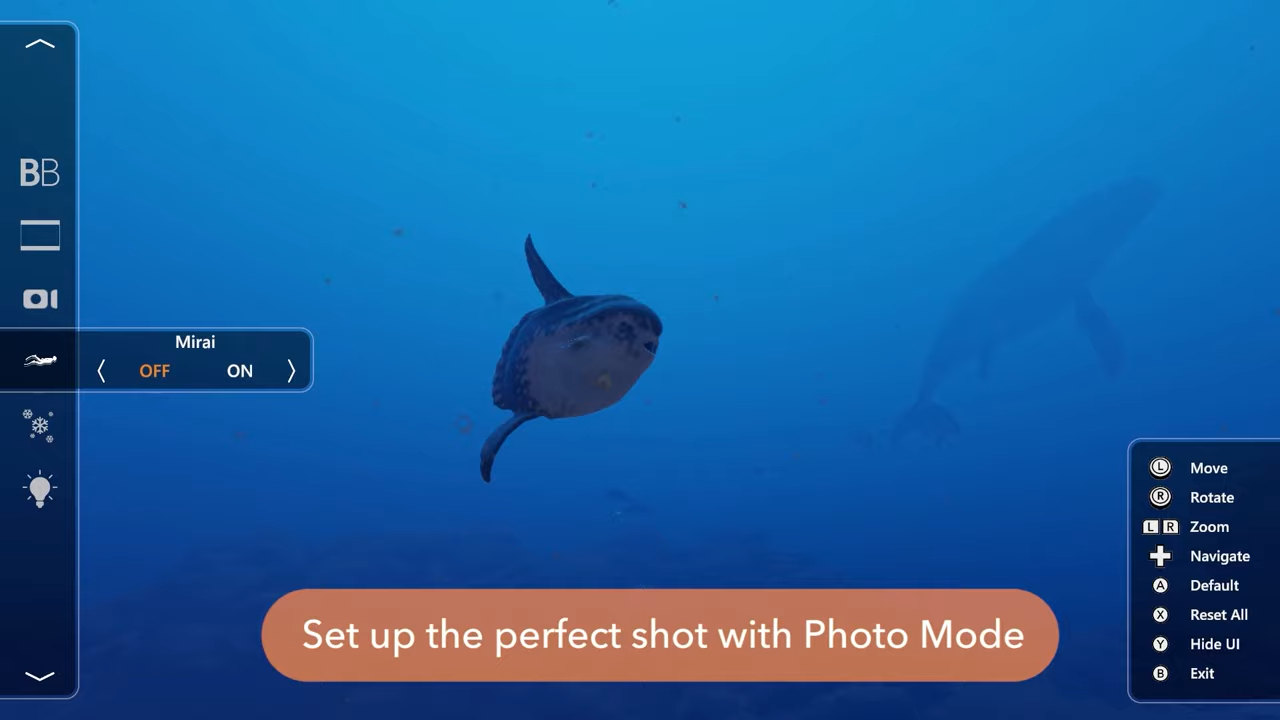 BB
Mirai
OFF ON
L Move
R Rotate
L R Zoom
Navigate
A Default
X Reset All
Y Hide UI
B Exit
Set up the perfect shot with Photo Mode